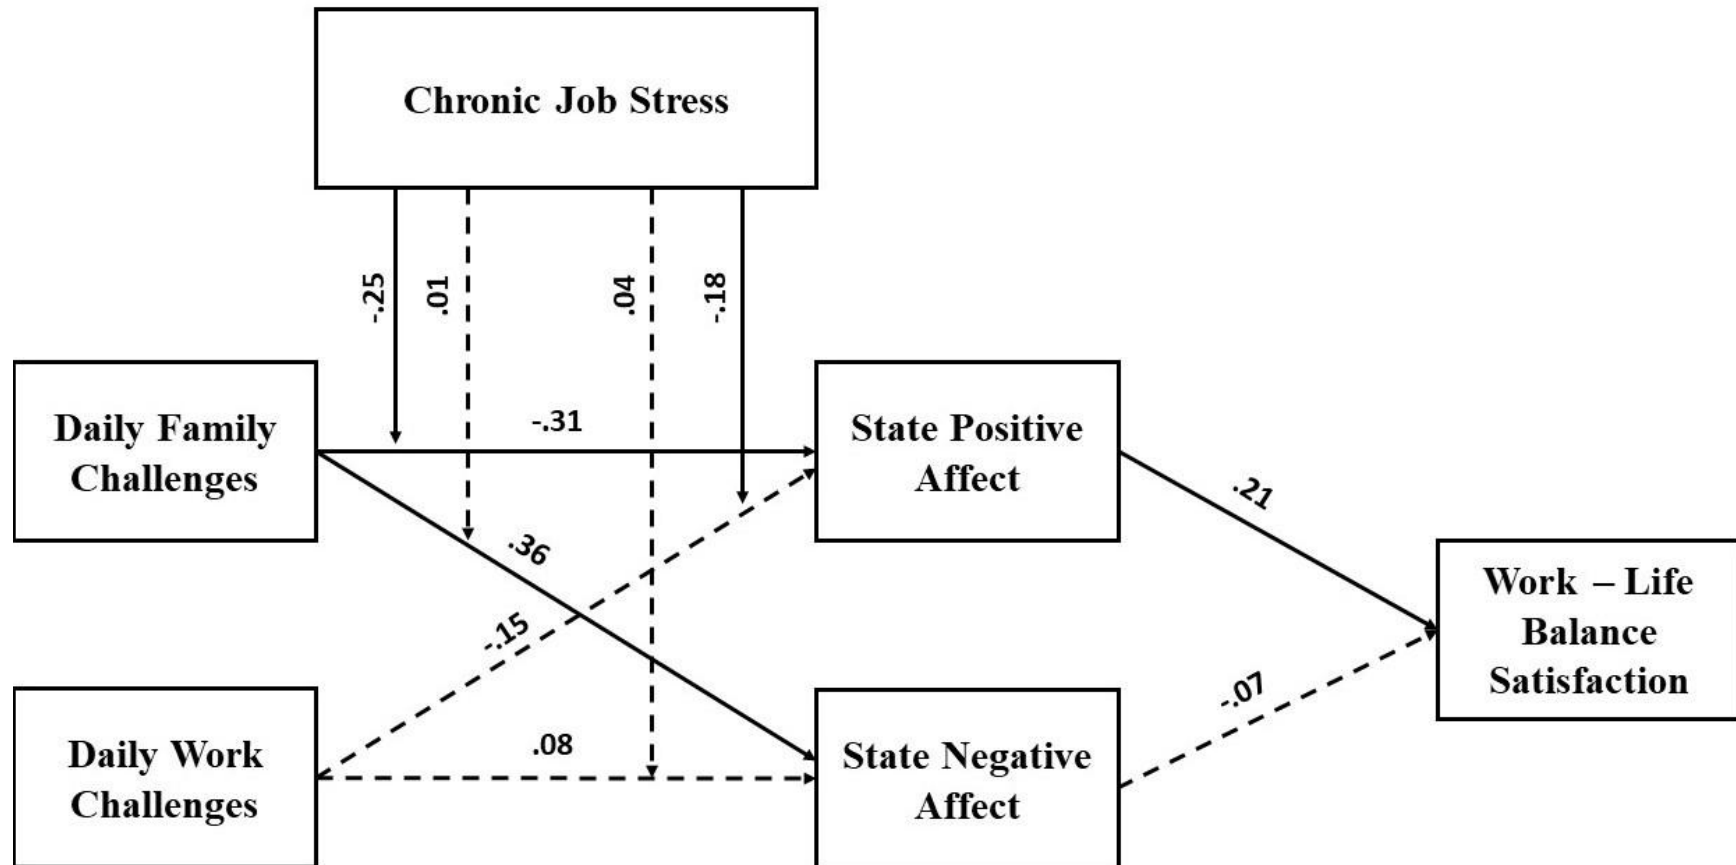 Chronic Job Stress
-.25
.01
.04
-.18
Daily Family
Challenges
-.31
State Positive
Affect
.21
.36
-.15
Work – Life
Balance
Satisfaction
Daily Work
Challenges
.08
State Negative
Affect
-.07